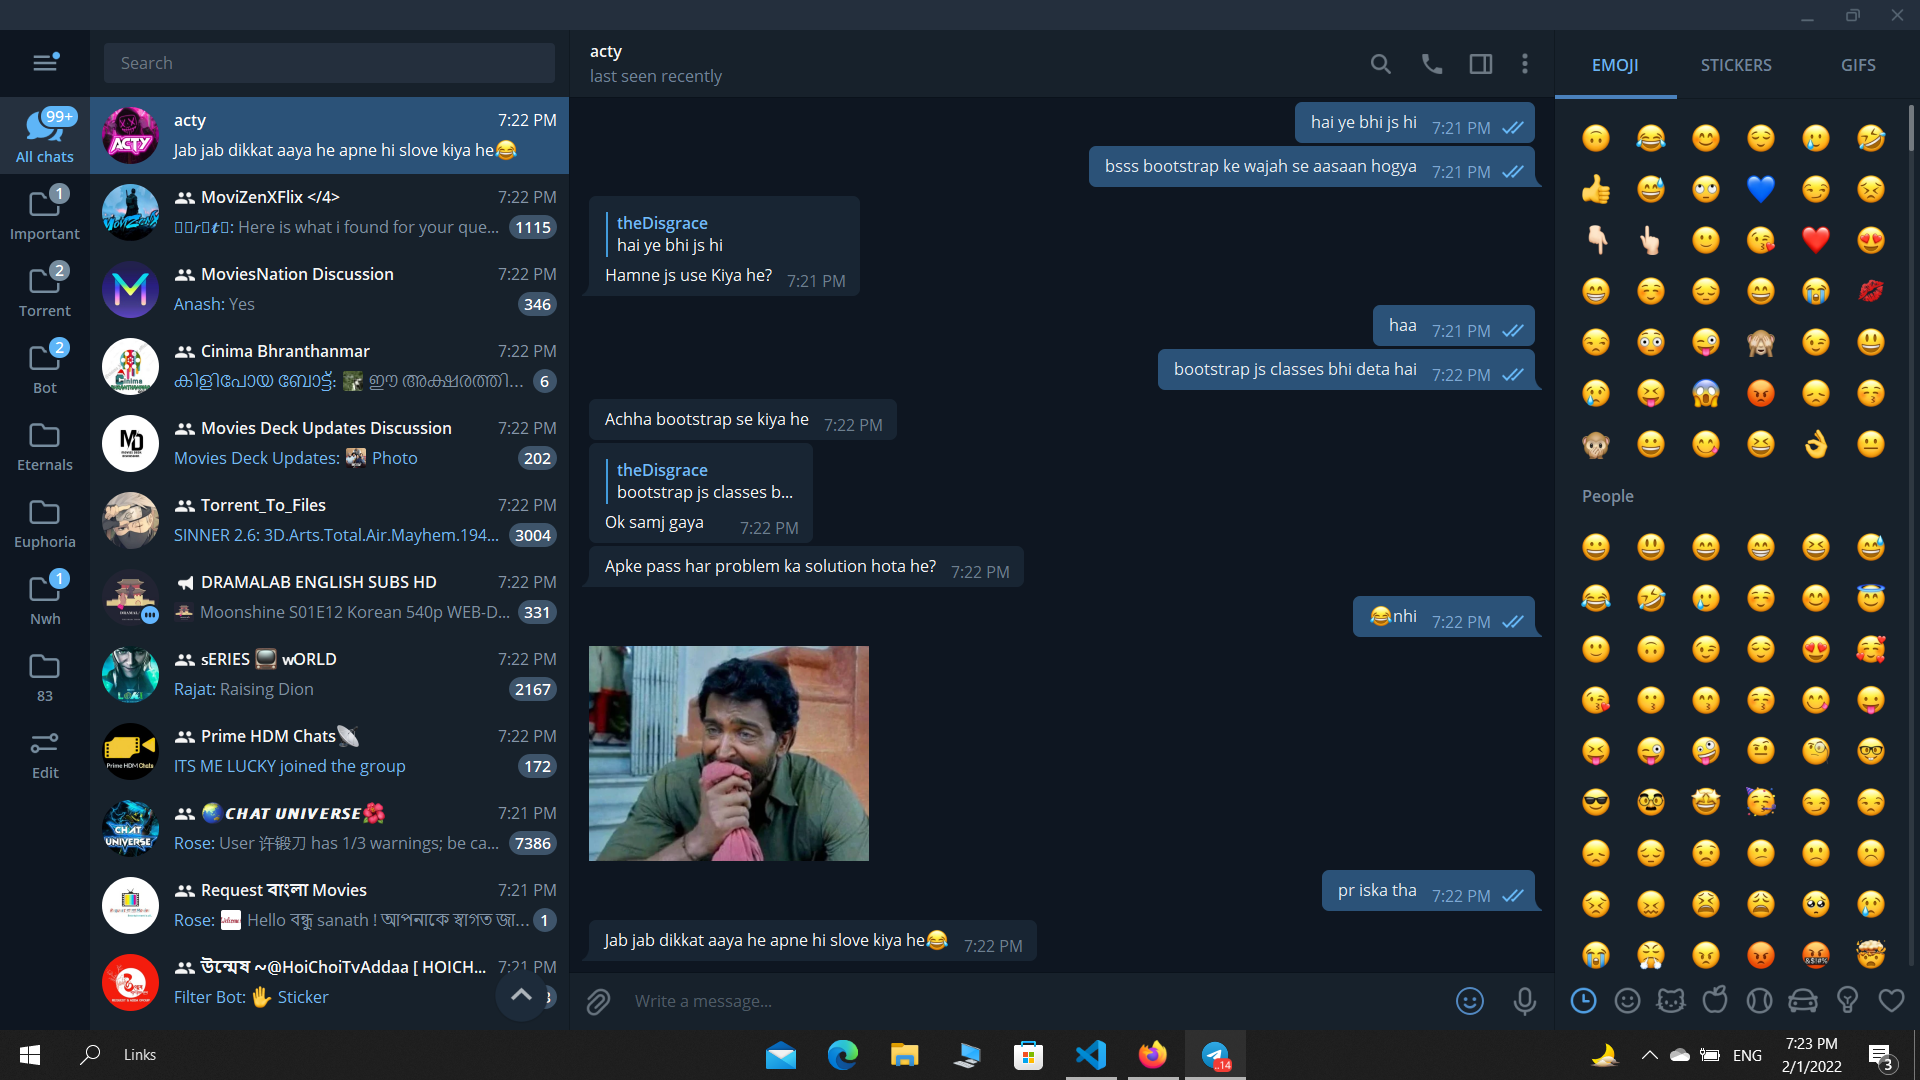 Search
99+
All chats
1
Important
2
Torrent
2
Bot
Eternals
Euphoria
1
Nwh
83
Edit
acty 7:22 PM
Jab jab dikkat aaya he apne hi slove kiya he😂
MoviZenXFlix </4> 7:22 PM
Here is what i found for your que... 1115
MoviesNation Discussion 7:22 PM
Anash: Yes 346
Cinima Bhranthanmar 7:22 PM
കിളിപോയ ബോട്ട്: ഈ അക്ഷരത്തി... 6
Movies Deck Updates Discussion 7:22 PM
Movies Deck Updates: Photo 202
Torrent_To_Files 7:22 PM
SINNER 2.6: 3D.Arts.Total.Air.Mayhem.194... 3004
DRAMALAB ENGLISH SUBS HD 7:22 PM
Moonshine S01E12 Korean 540p WEB-D... 331
sERIES 📺 wORLD 7:22 PM
Rajat: Raising Dion 2167
Prime HDM Chats📡 7:22 PM
ITS ME LUCKY joined the group 172
🌏CHAT UNIVERSE🌺 7:21 PM
Rose: User 许锻刀 has 1/3 warnings; be ca... 7386
Request বাংলা Movies 7:21 PM
Rose: Hello বন্ধু sanath ! আপনাকে স্বাগত জা... 1
উন্মেষ ~@HoiChoiTvAddaa [ HOICH... 7:21 PM
Filter Bot: ✋ Sticker
ACTY
MD
CHAT
UNIVERSE
Prime HDM Chats
acty
last seen recently
hai ye bhi js hi 7:21 PM
bsss bootstrap ke wajah se aasaan hogya 7:21 PM
theDisgrace
hai ye bhi js hi
Hamne js use Kiya he? 7:21 PM
haa 7:21 PM
bootstrap js classes bhi deta hai 7:22 PM
Achha bootstrap se kiya he 7:22 PM
theDisgrace
bootstrap js classes b...
Ok samj gaya 7:22 PM
Apke pass har problem ka solution hota he? 7:22 PM
😂nhi 7:22 PM
pr iska tha 7:22 PM
Jab jab dikkat aaya he apne hi slove kiya he😂 7:22 PM
Write a message...
EMOJI STICKERS GIFS
People
Links
..14
ENG
7:23 PM
2/1/2022
3